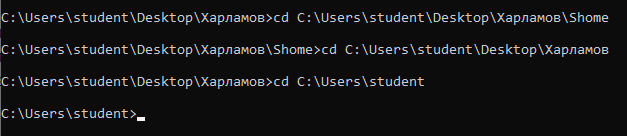 C:\Users\student\Desktop\Харламов>cd C:\Users\student\Desktop\Харламов\Shome
C:\Users\student\Desktop\Харламов\Shome>cd C:\Users\student\Desktop\Харламов
C:\Users\student\Desktop\Харламов>cd C:\Users\student
C:\Users\student>